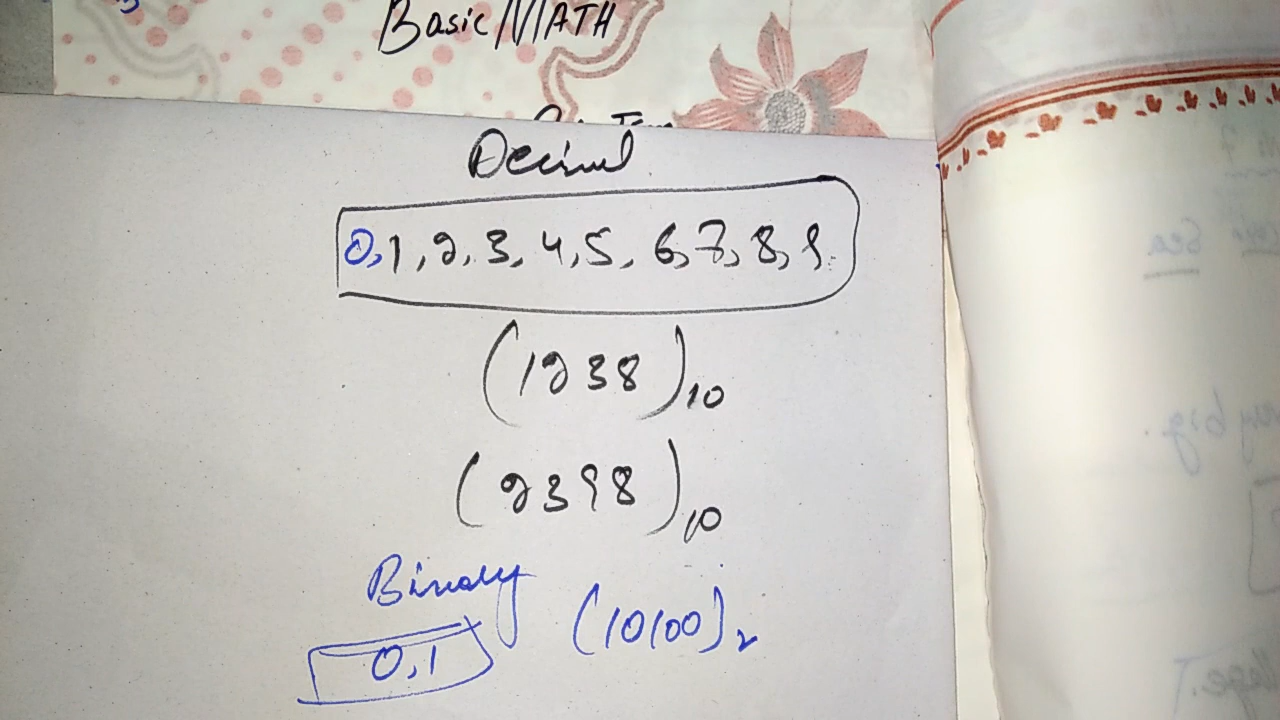 Basic MATH
Decimal
0,1,2,3,4,5,6,7,8,9
(1238)10
(2398)10
Binary
(10100)2
0,1